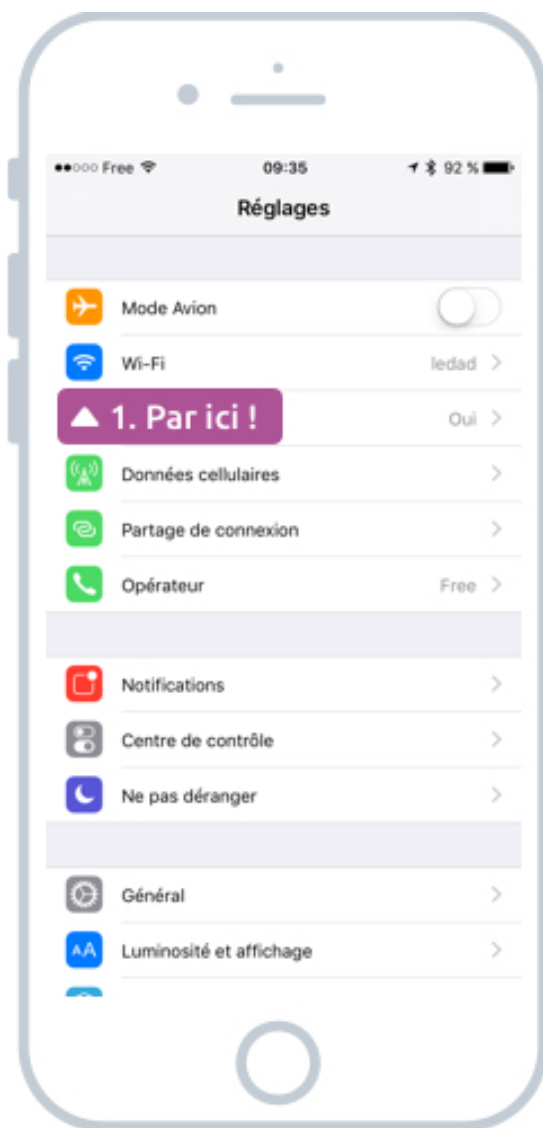 Free 09:35 92 %
Réglages
Mode Avion
Wi-Fi ledad
1. Par ici ! Oui
Données cellulaires
Partage de connexion
Opérateur Free
Notifications
Centre de contrôle
Ne pas déranger
Général
AA Luminosité et affichage